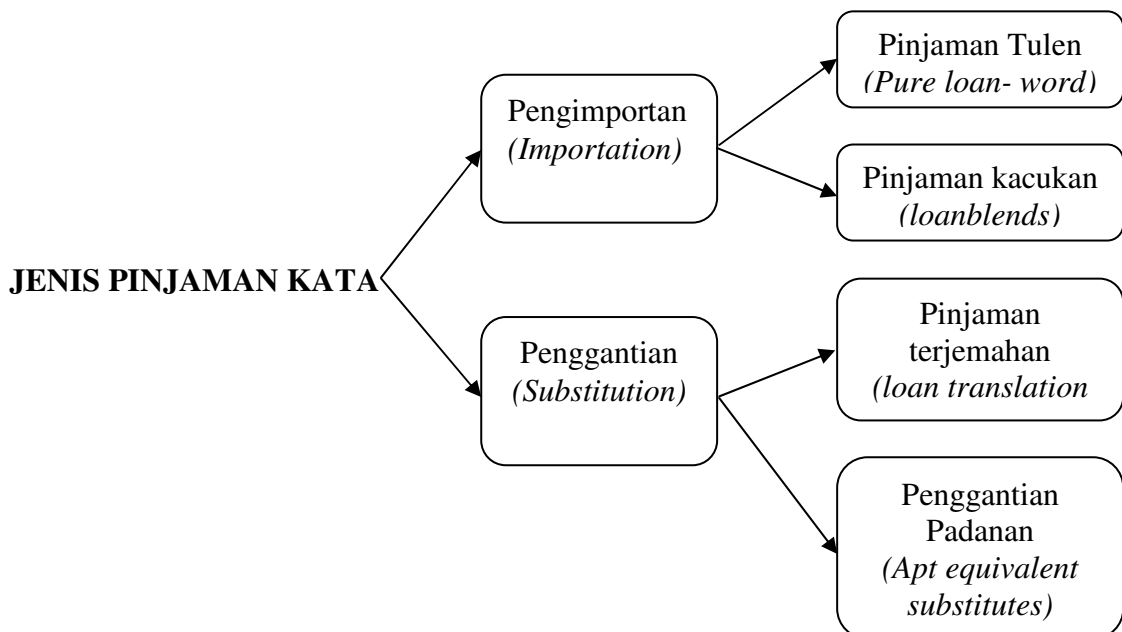 JENIS PINJAMAN KATA
Pengimportan
(Importation)
Pinjaman Tulen
(Pure loan- word)
Pinjaman kacukan
(loanblends)
Penggantian
(Substitution)
Pinjaman
terjemahan
(loan translation
Penggantian
Padanan
(Apt equivalent
substitutes)